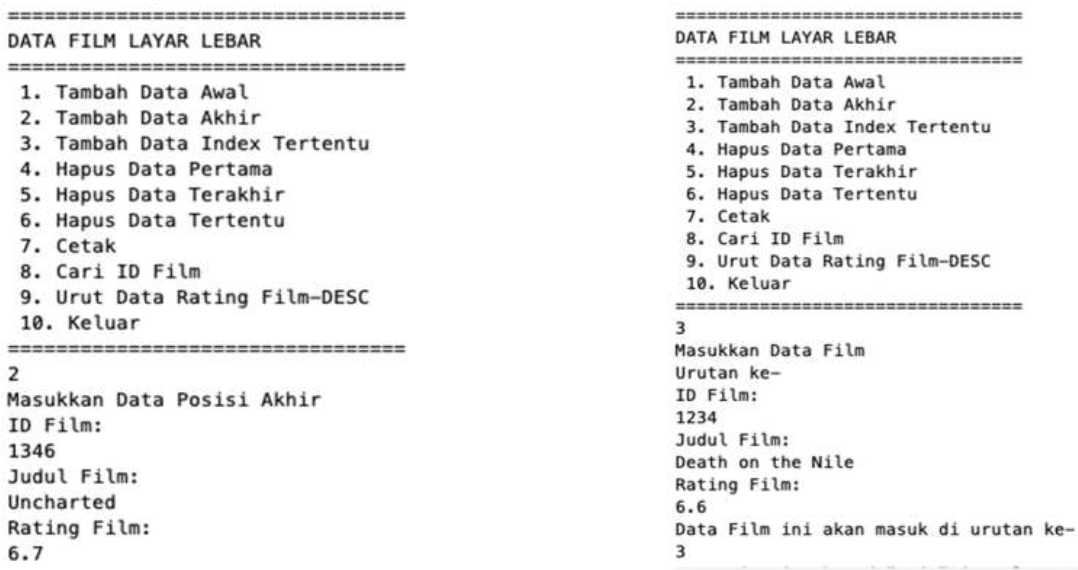 ==================================
DATA FILM LAYAR LEBAR
==================================
1. Tambah Data Awal
2. Tambah Data Akhir
3. Tambah Data Index Tertentu
4. Hapus Data Pertama
5. Hapus Data Terakhir
6. Hapus Data Tertentu
7. Cetak
8. Cari ID Film
9. Urut Data Rating Film-DESC
10. Keluar
==================================
2
Masukkan Data Posisi Akhir
ID Film:
1346
Judul Film:
Uncharted
Rating Film:
6.7
==================================
DATA FILM LAYAR LEBAR
==================================
1. Tambah Data Awal
2. Tambah Data Akhir
3. Tambah Data Index Tertentu
4. Hapus Data Pertama
5. Hapus Data Terakhir
6. Hapus Data Tertentu
7. Cetak
8. Cari ID Film
9. Urut Data Rating Film-DESC
10. Keluar
==================================
3
Masukkan Data Film
Urutan ke-
ID Film:
1234
Judul Film:
Death on the Nile
Rating Film:
6.6
Data Film ini akan masuk di urutan ke-
3